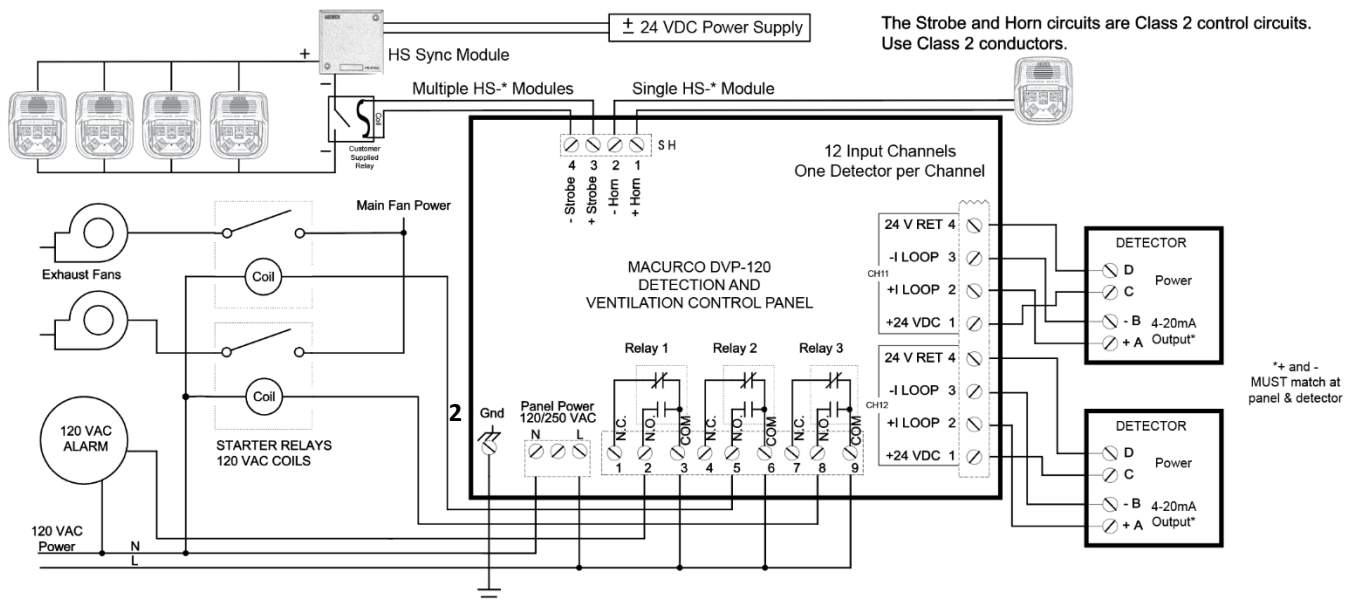 ± 24 VDC Power Supply
The Strobe and Horn circuits are Class 2 control circuits.
Use Class 2 conductors.
+
HS Sync Module
-
Multiple HS-* Modules
Single HS-* Module
Coil
-
Customer
Supplied
Relay
S H
4 3 2 1
- Strobe
+ Strobe
- Horn
+ Horn
12 Input Channels
One Detector per Channel
Main Fan Power
Exhaust Fans
Coil
Coil
STARTER RELAYS
120 VAC COILS
120 VAC
ALARM
120 VAC
Power
N
L
MACURCO DVP-120
DETECTION AND
VENTILATION CONTROL PANEL
2
Gnd
Panel Power
120/250 VAC
N L
Relay 1
Relay 2
Relay 3
N.C. N.O. COM N.C. N.O. COM N.C. N.O. COM
1 2 3 4 5 6 7 8 9
CH11
24 V RET 4
-I LOOP 3
+I LOOP 2
+24 VDC 1
CH12
24 V RET 4
-I LOOP 3
+I LOOP 2
+24 VDC 1
DETECTOR
D
Power
C
- B 4-20mA
+ A Output*
*+ and -
MUST match at
panel & detector
DETECTOR
D
Power
C
- B 4-20mA
+ A Output*